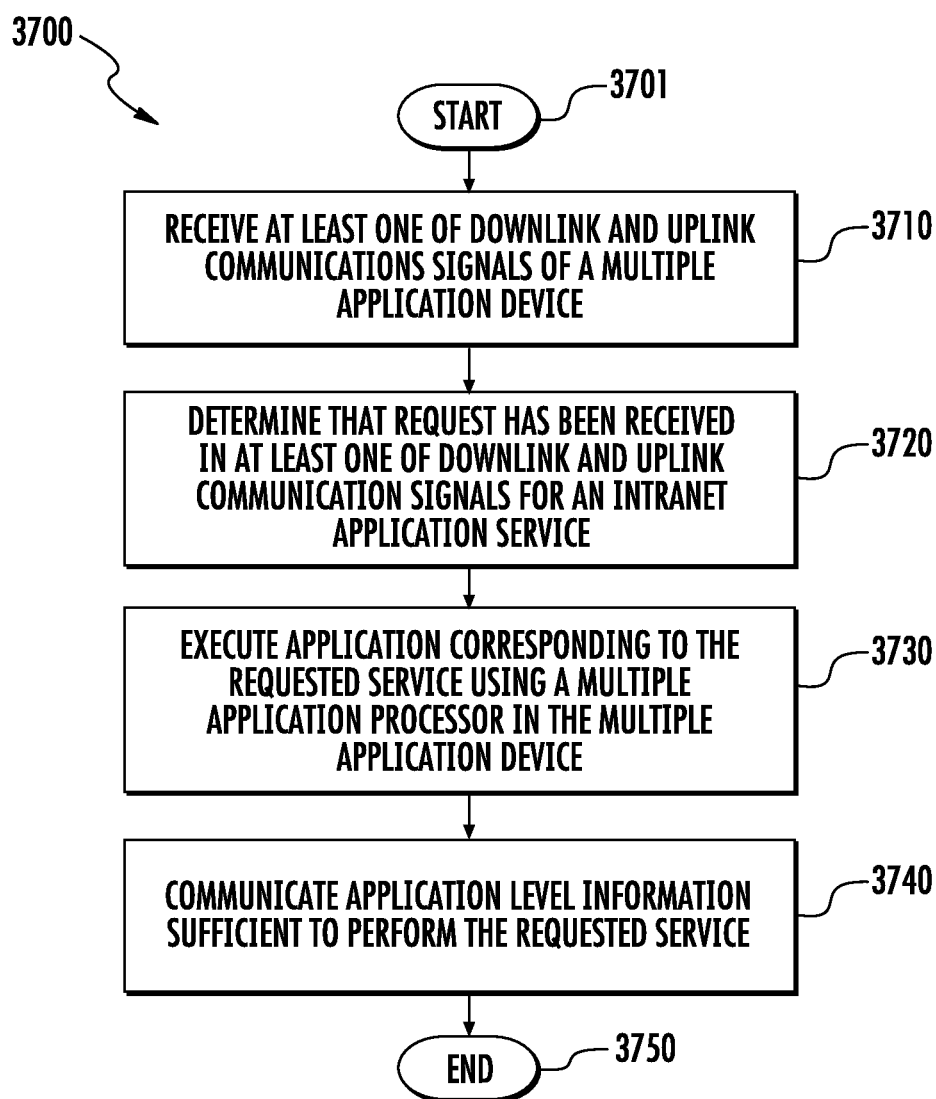 3700
START
3701
RECEIVE AT LEAST ONE OF DOWNLINK AND UPLINK
COMMUNICATIONS SIGNALS OF A MULTIPLE
APPLICATION DEVICE
3710
DETERMINE THAT REQUEST HAS BEEN RECEIVED
IN AT LEAST ONE OF DOWNLINK AND UPLINK
COMMUNICATION SIGNALS FOR AN INTRANET
APPLICATION SERVICE
3720
EXECUTE APPLICATION CORRESPONDING TO THE
REQUESTED SERVICE USING A MULTIPLE
APPLICATION PROCESSOR IN THE MULTIPLE
APPLICATION DEVICE
3730
COMMUNICATE APPLICATION LEVEL INFORMATION
SUFFICIENT TO PERFORM THE REQUESTED SERVICE
3740
END
3750